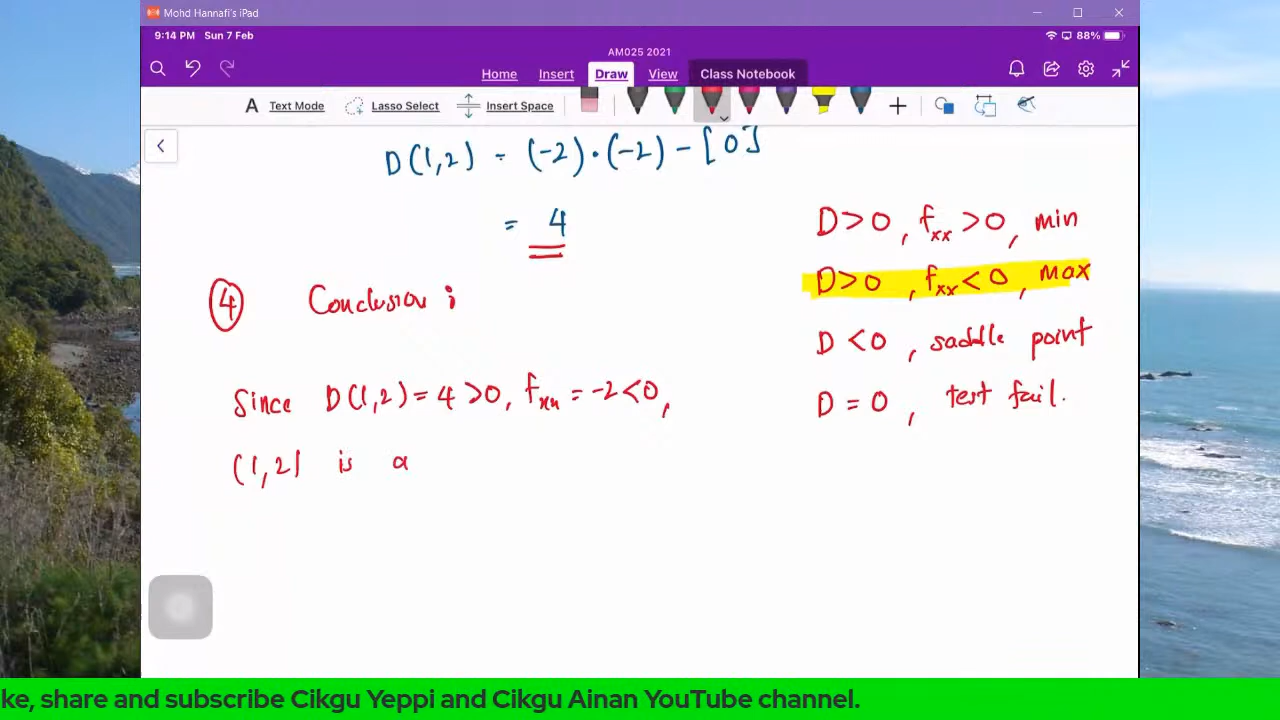 Mohd Hannafi's iPad
9:14 PM Sun 7 Feb
88%
AM025 2021
Home Insert Draw View Class Notebook
Text Mode Lasso Select Insert Space
D(1,2) = (-2)·(-2) - [0]
= 4
D>0, fxx>0, min
D>0, fxx<0, max
④ Conclusion :
D<0, saddle point
Since D(1,2) = 4 >0, fxx = -2 <0,
D = 0, test fail.
(1,2) is a
ke, share and subscribe Cikgu Yeppi and Cikgu Ainan YouTube channel.